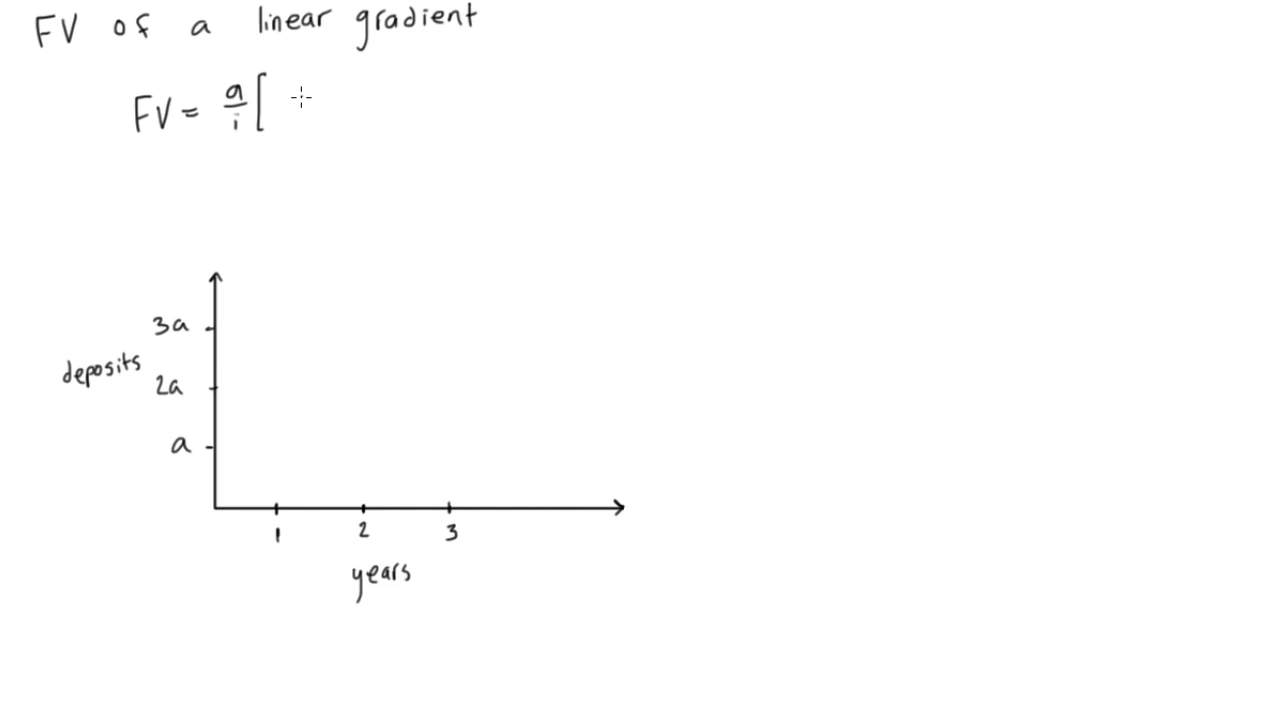 FV of a linear gradient
FV = a/i [
3a
deposits
2a
a
1 2 3
years